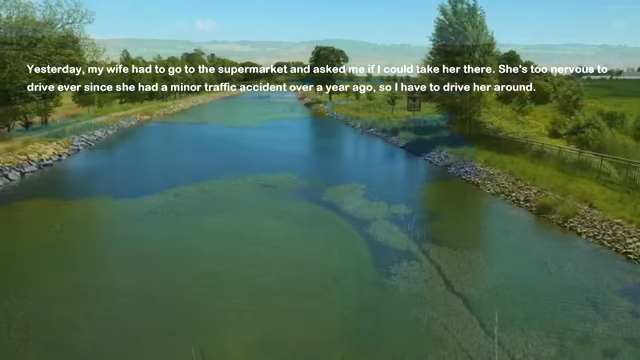 Yesterday, my wife had to go to the supermarket and asked me if I could take her there. She's too nervous to
drive ever since she had a minor traffic accident over a year ago, so I have to drive her around.